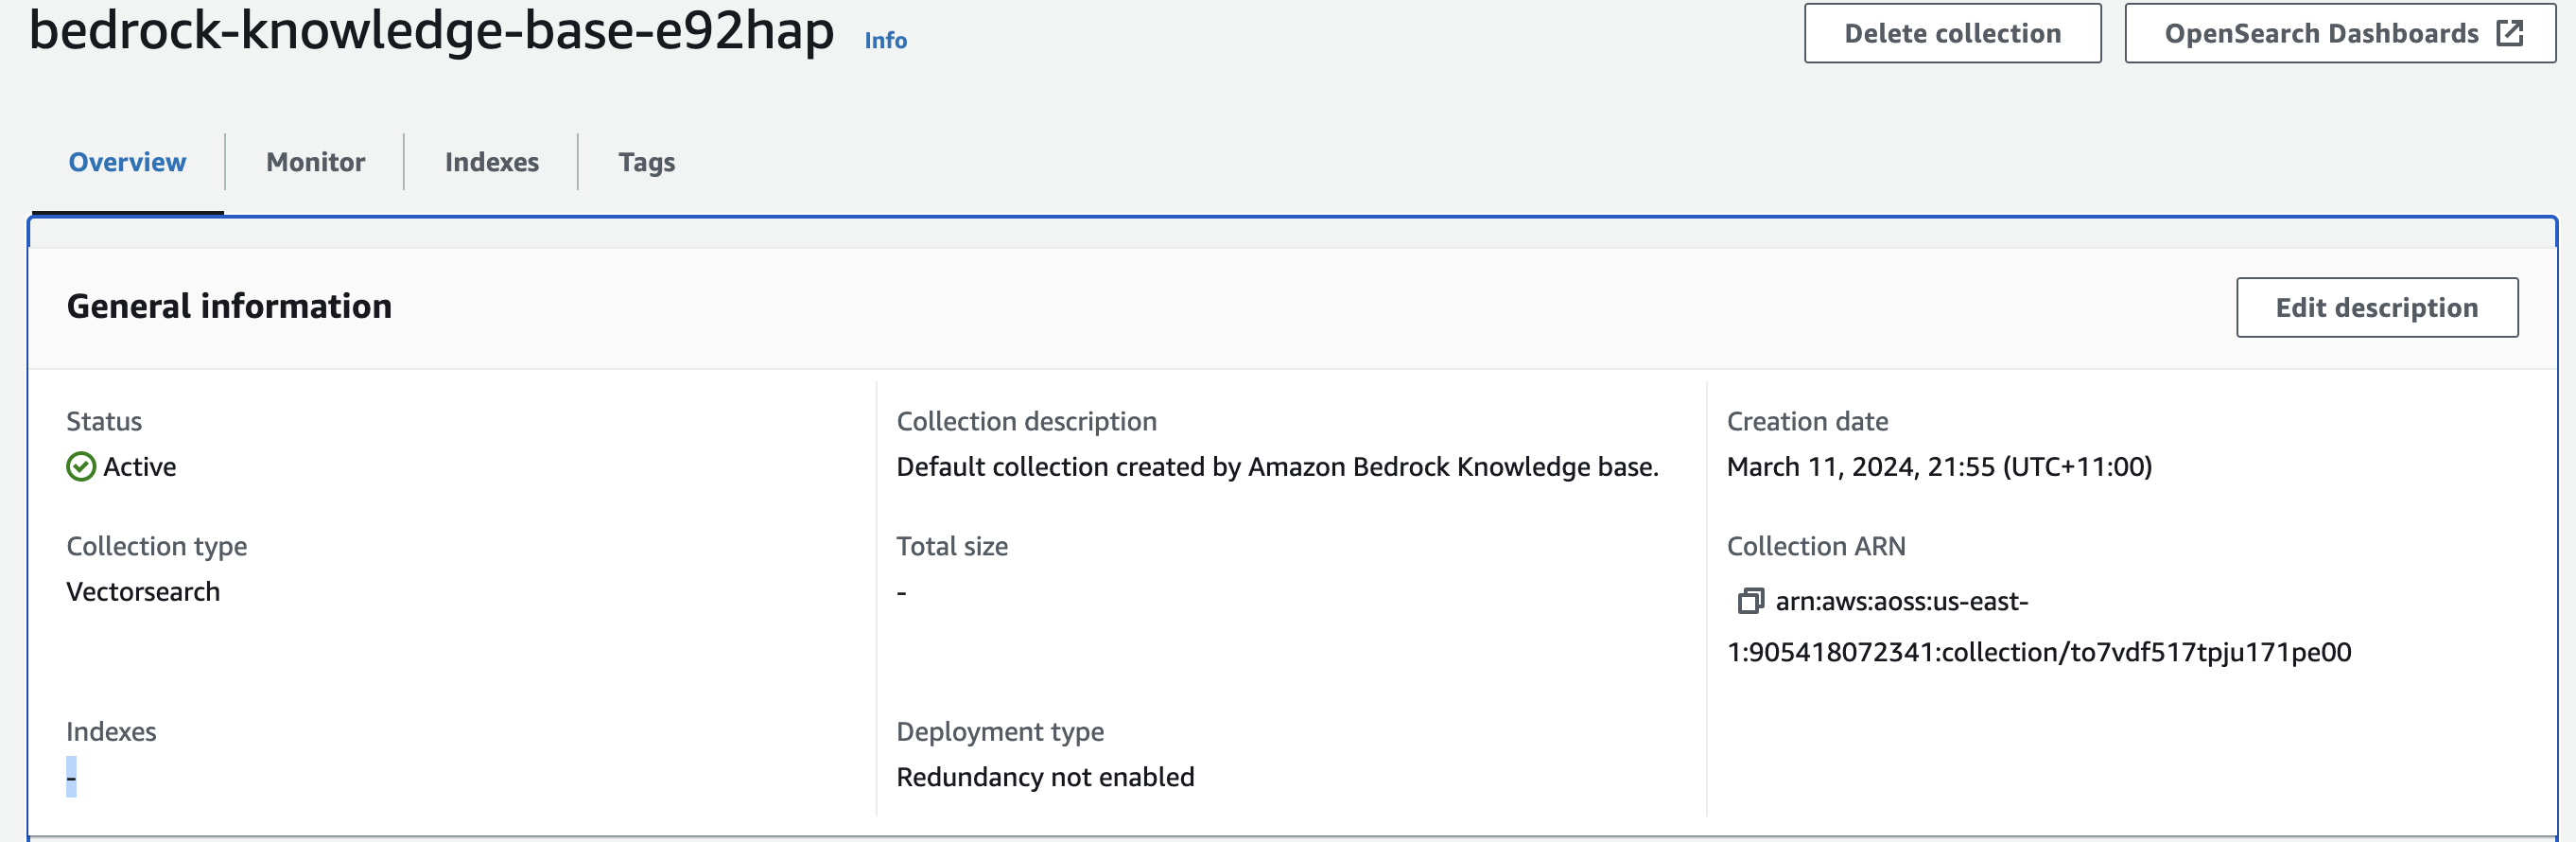 bedrock-knowledge-base-e92hap Info
Delete collection
OpenSearch Dashboards
Overview
Monitor
Indexes
Tags
General information
Edit description
Status
Active
Collection description
Default collection created by Amazon Bedrock Knowledge base.
Creation date
March 11, 2024, 21:55 (UTC+11:00)
Collection type
Vectorsearch
Total size
-
Collection ARN
arn:aws:aoss:us-east-
1:905418072341:collection/to7vdf517tpju171pe00
Indexes
-
Deployment type
Redundancy not enabled